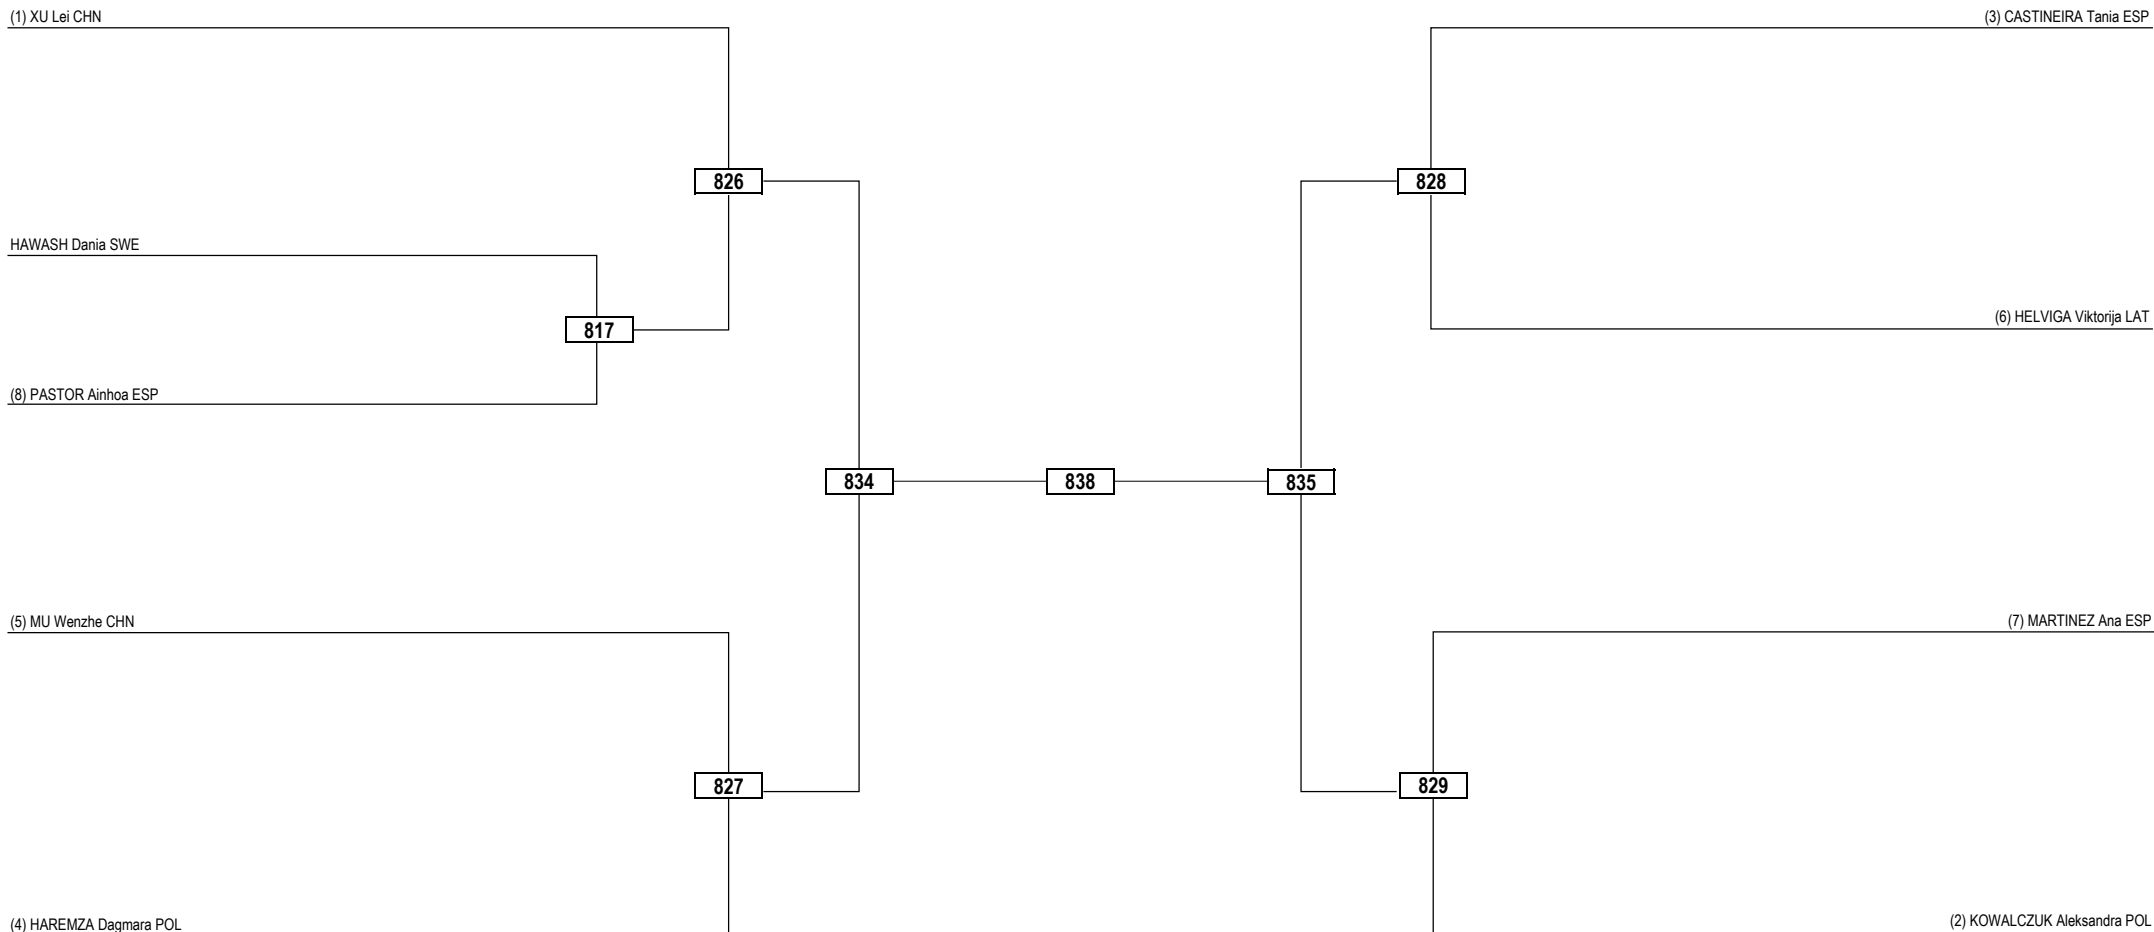 (1) XU Lei CHN
(3) CASTINEIRA Tania ESP
826
828
HAWASH Dania SWE
817
(6) HELVIGA Viktorija LAT
(8) PASTOR Ainhoa ESP
834
838
835
(5) MU Wenzhe CHN
(7) MARTINEZ Ana ESP
827
829
(4) HAREMZA Dagmara POL
(2) KOWALCZUK Aleksandra POL